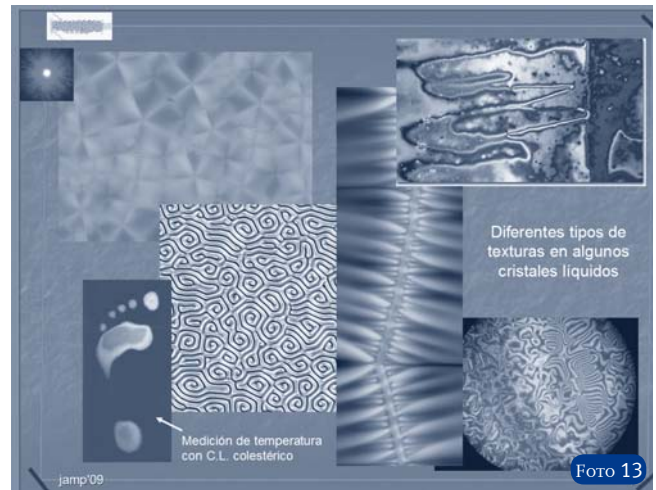 Diferentes tipos de
texturas en algunos
cristales líquidos
Medición de temperatura
con C.L. colestérico
jamp'09
FOTO 13